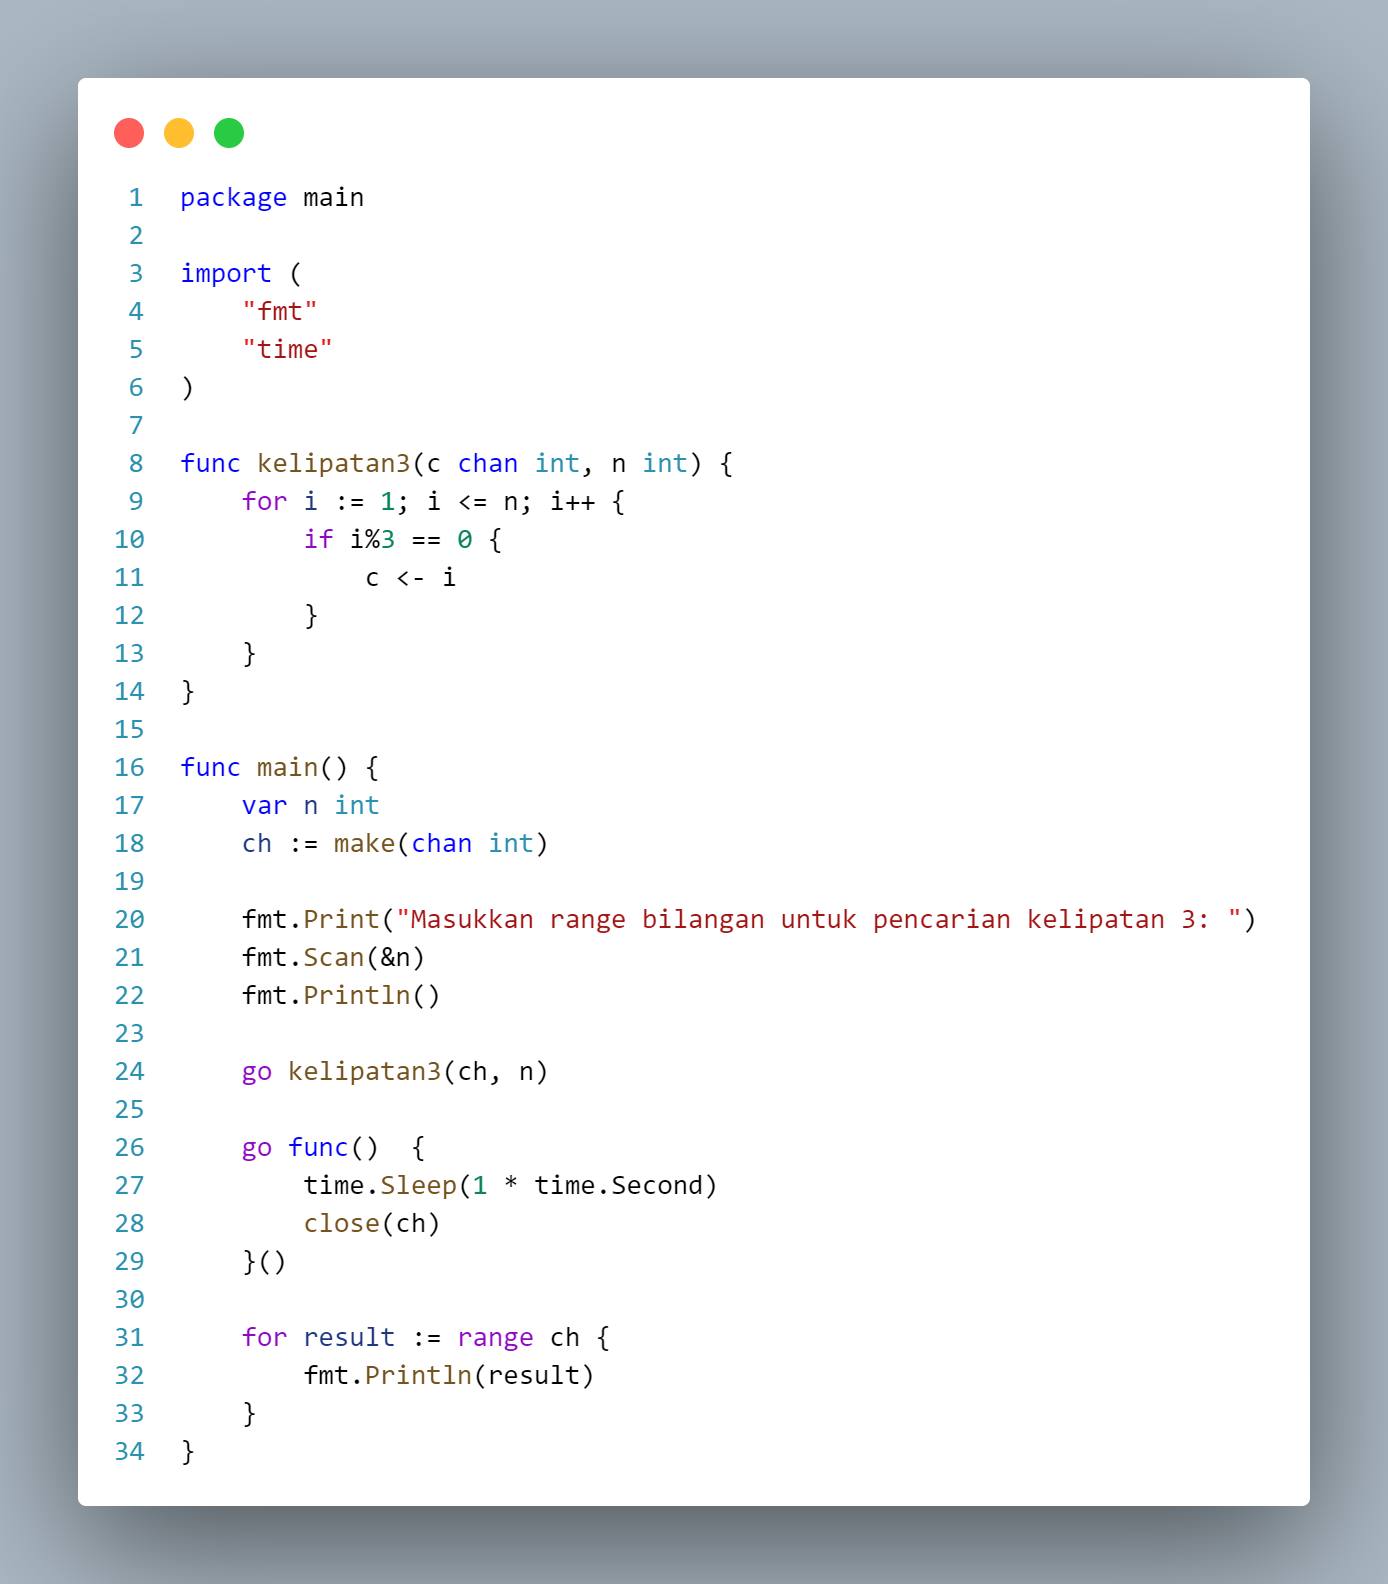 1 package main
2
3 import (
4     "fmt"
5     "time"
6 )
7
8 func kelipatan3(c chan int, n int) {
9     for i := 1; i <= n; i++ {
10         if i%3 == 0 {
11             c <- i
12         }
13     }
14 }
15
16 func main() {
17     var n int
18     ch := make(chan int)
19
20     fmt.Print("Masukkan range bilangan untuk pencarian kelipatan 3: ")
21     fmt.Scan(&n)
22     fmt.Println()
23
24     go kelipatan3(ch, n)
25
26     go func()  {
27         time.Sleep(1 * time.Second)
28         close(ch)
29     }()
30
31     for result := range ch {
32         fmt.Println(result)
33     }
34 }